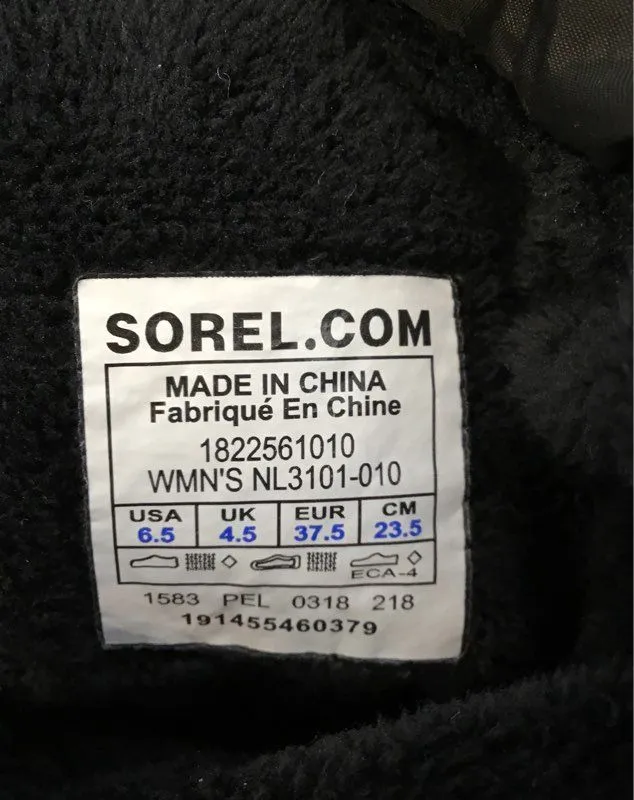 SOREL.COM
MADE IN CHINA
Fabriqué En Chine
1822561010
WMN'S NL3101-010
USA UK EUR CM
6.5 4.5 37.5 23.5
ECA-4
1583 PEL 0318 218
191455460379